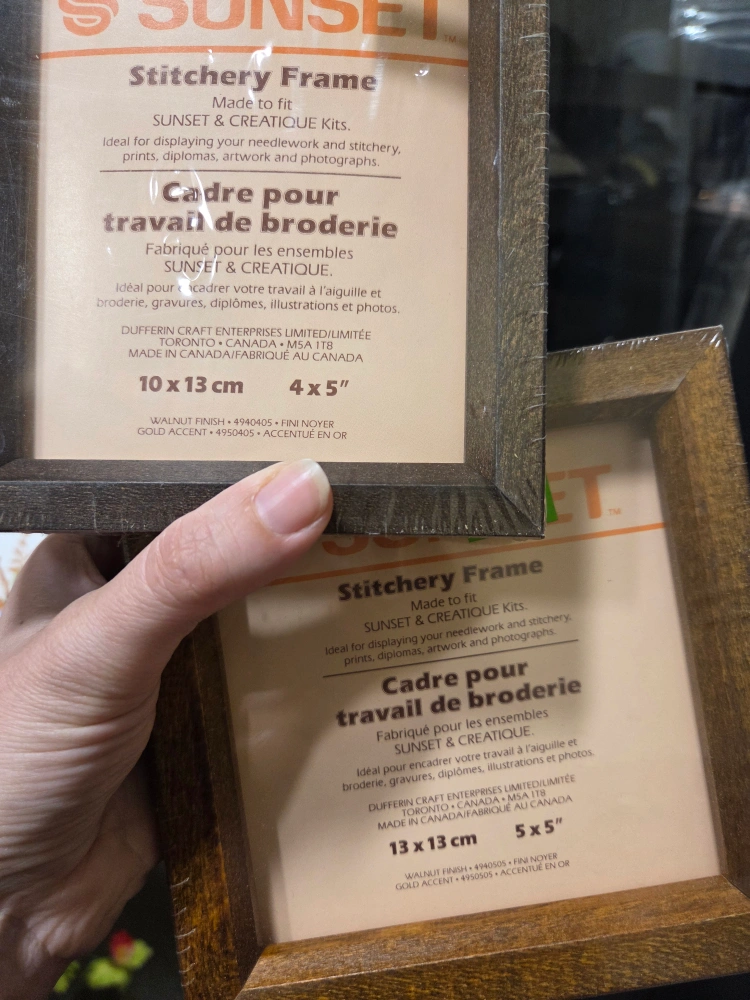 SUNSET™
Stitchery Frame
Made to fit
SUNSET & CREATIQUE Kits.
Ideal for displaying your needlework and stitchery,
prints, diplomas, artwork and photographs.
Cadre pour
travail de broderie
Fabriqué pour les ensembles
SUNSET & CREATIQUE.
Idéal pour encadrer votre travail à l'aiguille et
broderie, gravures, diplômes, illustrations et photos.
DUFFERIN CRAFT ENTERPRISES LIMITED/LIMITÉE
TORONTO • CANADA • M5A 1T8
MADE IN CANADA/FABRIQUÉ AU CANADA
10 x 13 cm 4 x 5"
WALNUT FINISH • 4940405 • FINI NOYER
GOLD ACCENT • 4950405 • ACCENTUÉ EN OR
SUNSET™
Stitchery Frame
Made to fit
SUNSET & CREATIQUE Kits.
Ideal for displaying your needlework and stitchery,
prints, diplomas, artwork and photographs.
Cadre pour
travail de broderie
Fabriqué pour les ensembles
SUNSET & CREATIQUE.
Idéal pour encadrer votre travail à l'aiguille et
broderie, gravures, diplômes, illustrations et photos.
DUFFERIN CRAFT ENTERPRISES LIMITED/LIMITÉE
TORONTO • CANADA • M5A 1T8
MADE IN CANADA/FABRIQUÉ AU CANADA
13 x 13 cm 5 x 5"
WALNUT FINISH • 4940505 • FINI NOYER
GOLD ACCENT • 4950505 • ACCENTUÉ EN OR